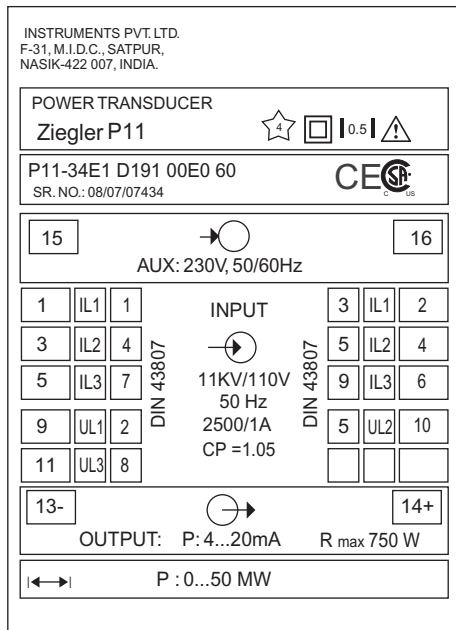 INSTRUMENTS PVT. LTD.
F-31, M.I.D.C., SATPUR,
NASIK-422 007, INDIA.
POWER TRANSDUCER
Ziegler P11
4
0.5
P11-34E1 D191 00E0 60
SR. NO.: 08/07/07434
CE SA
C US
15
16
AUX: 230V, 50/60Hz
1 IL1 1
3 IL2 4
5 IL3 7
9 UL1 2
11 UL3 8
DIN 43807
INPUT
11KV/110V
50 Hz
2500/1A
CP =1.05
DIN 43807
3 IL1 2
5 IL2 4
9 IL3 6
5 UL2 10
13-
14+
OUTPUT: P: 4...20mA R max 750 W
P : 0...50 MW